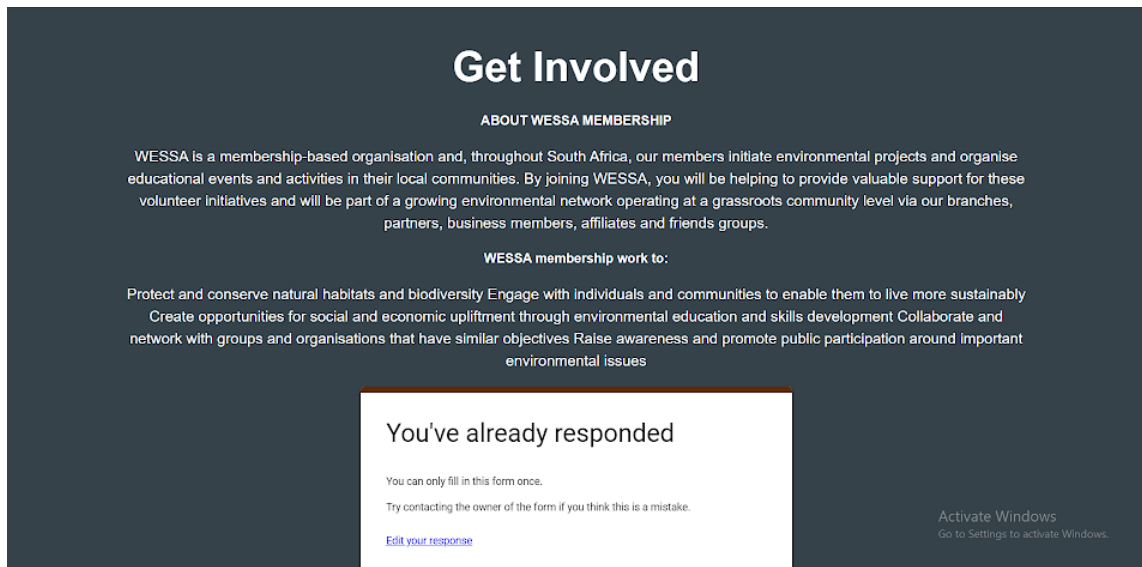 Get Involved
ABOUT WESSA MEMBERSHIP
WESSA is a membership-based organisation and, throughout South Africa, our members initiate environmental projects and organise
educational events and activities in their local communities. By joining WESSA, you will be helping to provide valuable support for these
volunteer initiatives and will be part of a growing environmental network operating at a grassroots community level via our branches,
partners, business members, affiliates and friends groups.
WESSA membership work to:
Protect and conserve natural habitats and biodiversity Engage with individuals and communities to enable them to live more sustainably
Create opportunities for social and economic upliftment through environmental education and skills development Collaborate and
network with groups and organisations that have similar objectives Raise awareness and promote public participation around important
environmental issues
You've already responded
You can only fill in this form once.
Try contacting the owner of the form if you think this is a mistake.
Edit your response
Activate Windows
Go to Settings to activate Windows.